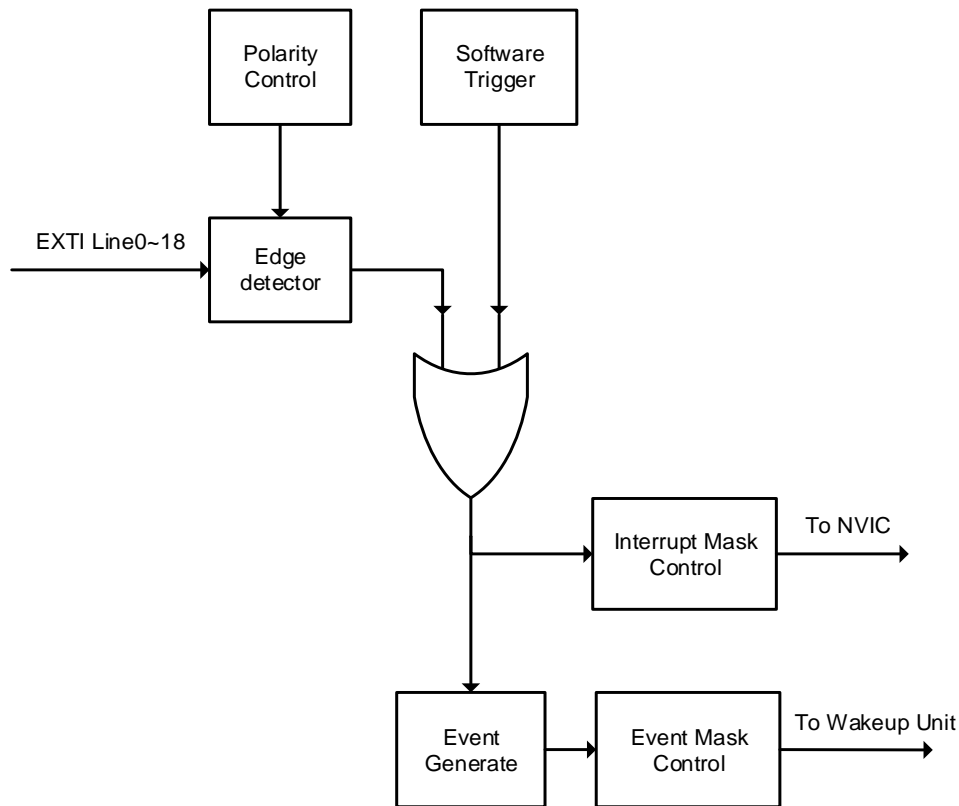 Polarity
Control
Software
Trigger
EXTI Line0~18
Edge
detector
Interrupt Mask
Control
To NVIC
Event
Generate
Event Mask
Control
To Wakeup Unit